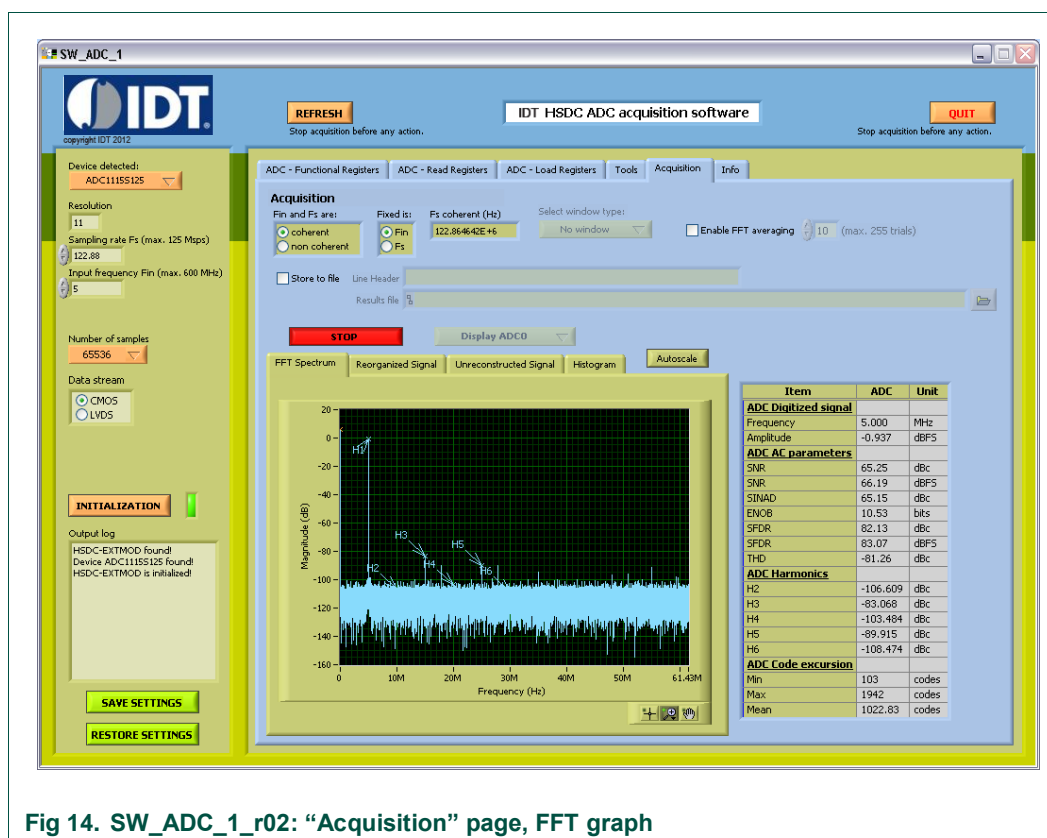 SW_ADC_1
IDT.
copyright IDT 2012
REFRESH
Stop acquisition before any action.
IDT HSDC ADC acquisition software
QUIT
Stop acquisition before any action.
Device detected:
ADC1115S125
Resolution
11
Sampling rate Fs (max. 125 Msps)
122.88
Input frequency Fin (max. 600 MHz)
5
Number of samples
65536
Data stream
CMOS
LVDS
INITIALIZATION
Output log
HSDC-EXTMOD found!
Device ADC1115S125 found!
HSDC-EXTMOD is initialized!
SAVE SETTINGS
RESTORE SETTINGS
ADC - Functional Registers
ADC - Read Registers
ADC - Load Registers
Tools
Acquisition
Info
Acquisition
Fin and Fs are:
coherent
non coherent
Fixed is:
Fin
Fs
Fs coherent (Hz)
122.864642E+6
Select window type:
No window
Enable FFT averaging
10
(max. 255 trials)
Store to file
Line Header
Results file
STOP
Display ADC0
FFT Spectrum
Reorganized Signal
Unreconstructed Signal
Histogram
Autoscale
Magnitude (dB)
20
0
-20
-40
-60
-80
-100
-120
-140
-160
H1
H2
H3
H4
H5
H6
0
10M
20M
30M
40M
50M
61.43M
Frequency (Hz)
Item ADC Unit
ADC Digitized signal
Frequency 5.000 MHz
Amplitude -0.937 dBFS
ADC AC parameters
SNR 65.25 dBc
SNR 66.19 dBFS
SINAD 65.15 dBc
ENOB 10.53 bits
SFDR 82.13 dBc
SFDR 83.07 dBFS
THD -81.26 dBc
ADC Harmonics
H2 -106.609 dBc
H3 -83.068 dBc
H4 -103.484 dBc
H5 -89.915 dBc
H6 -108.474 dBc
ADC Code excursion
Min 103 codes
Max 1942 codes
Mean 1022.83 codes
Fig 14. SW_ADC_1_r02: “Acquisition” page, FFT graph